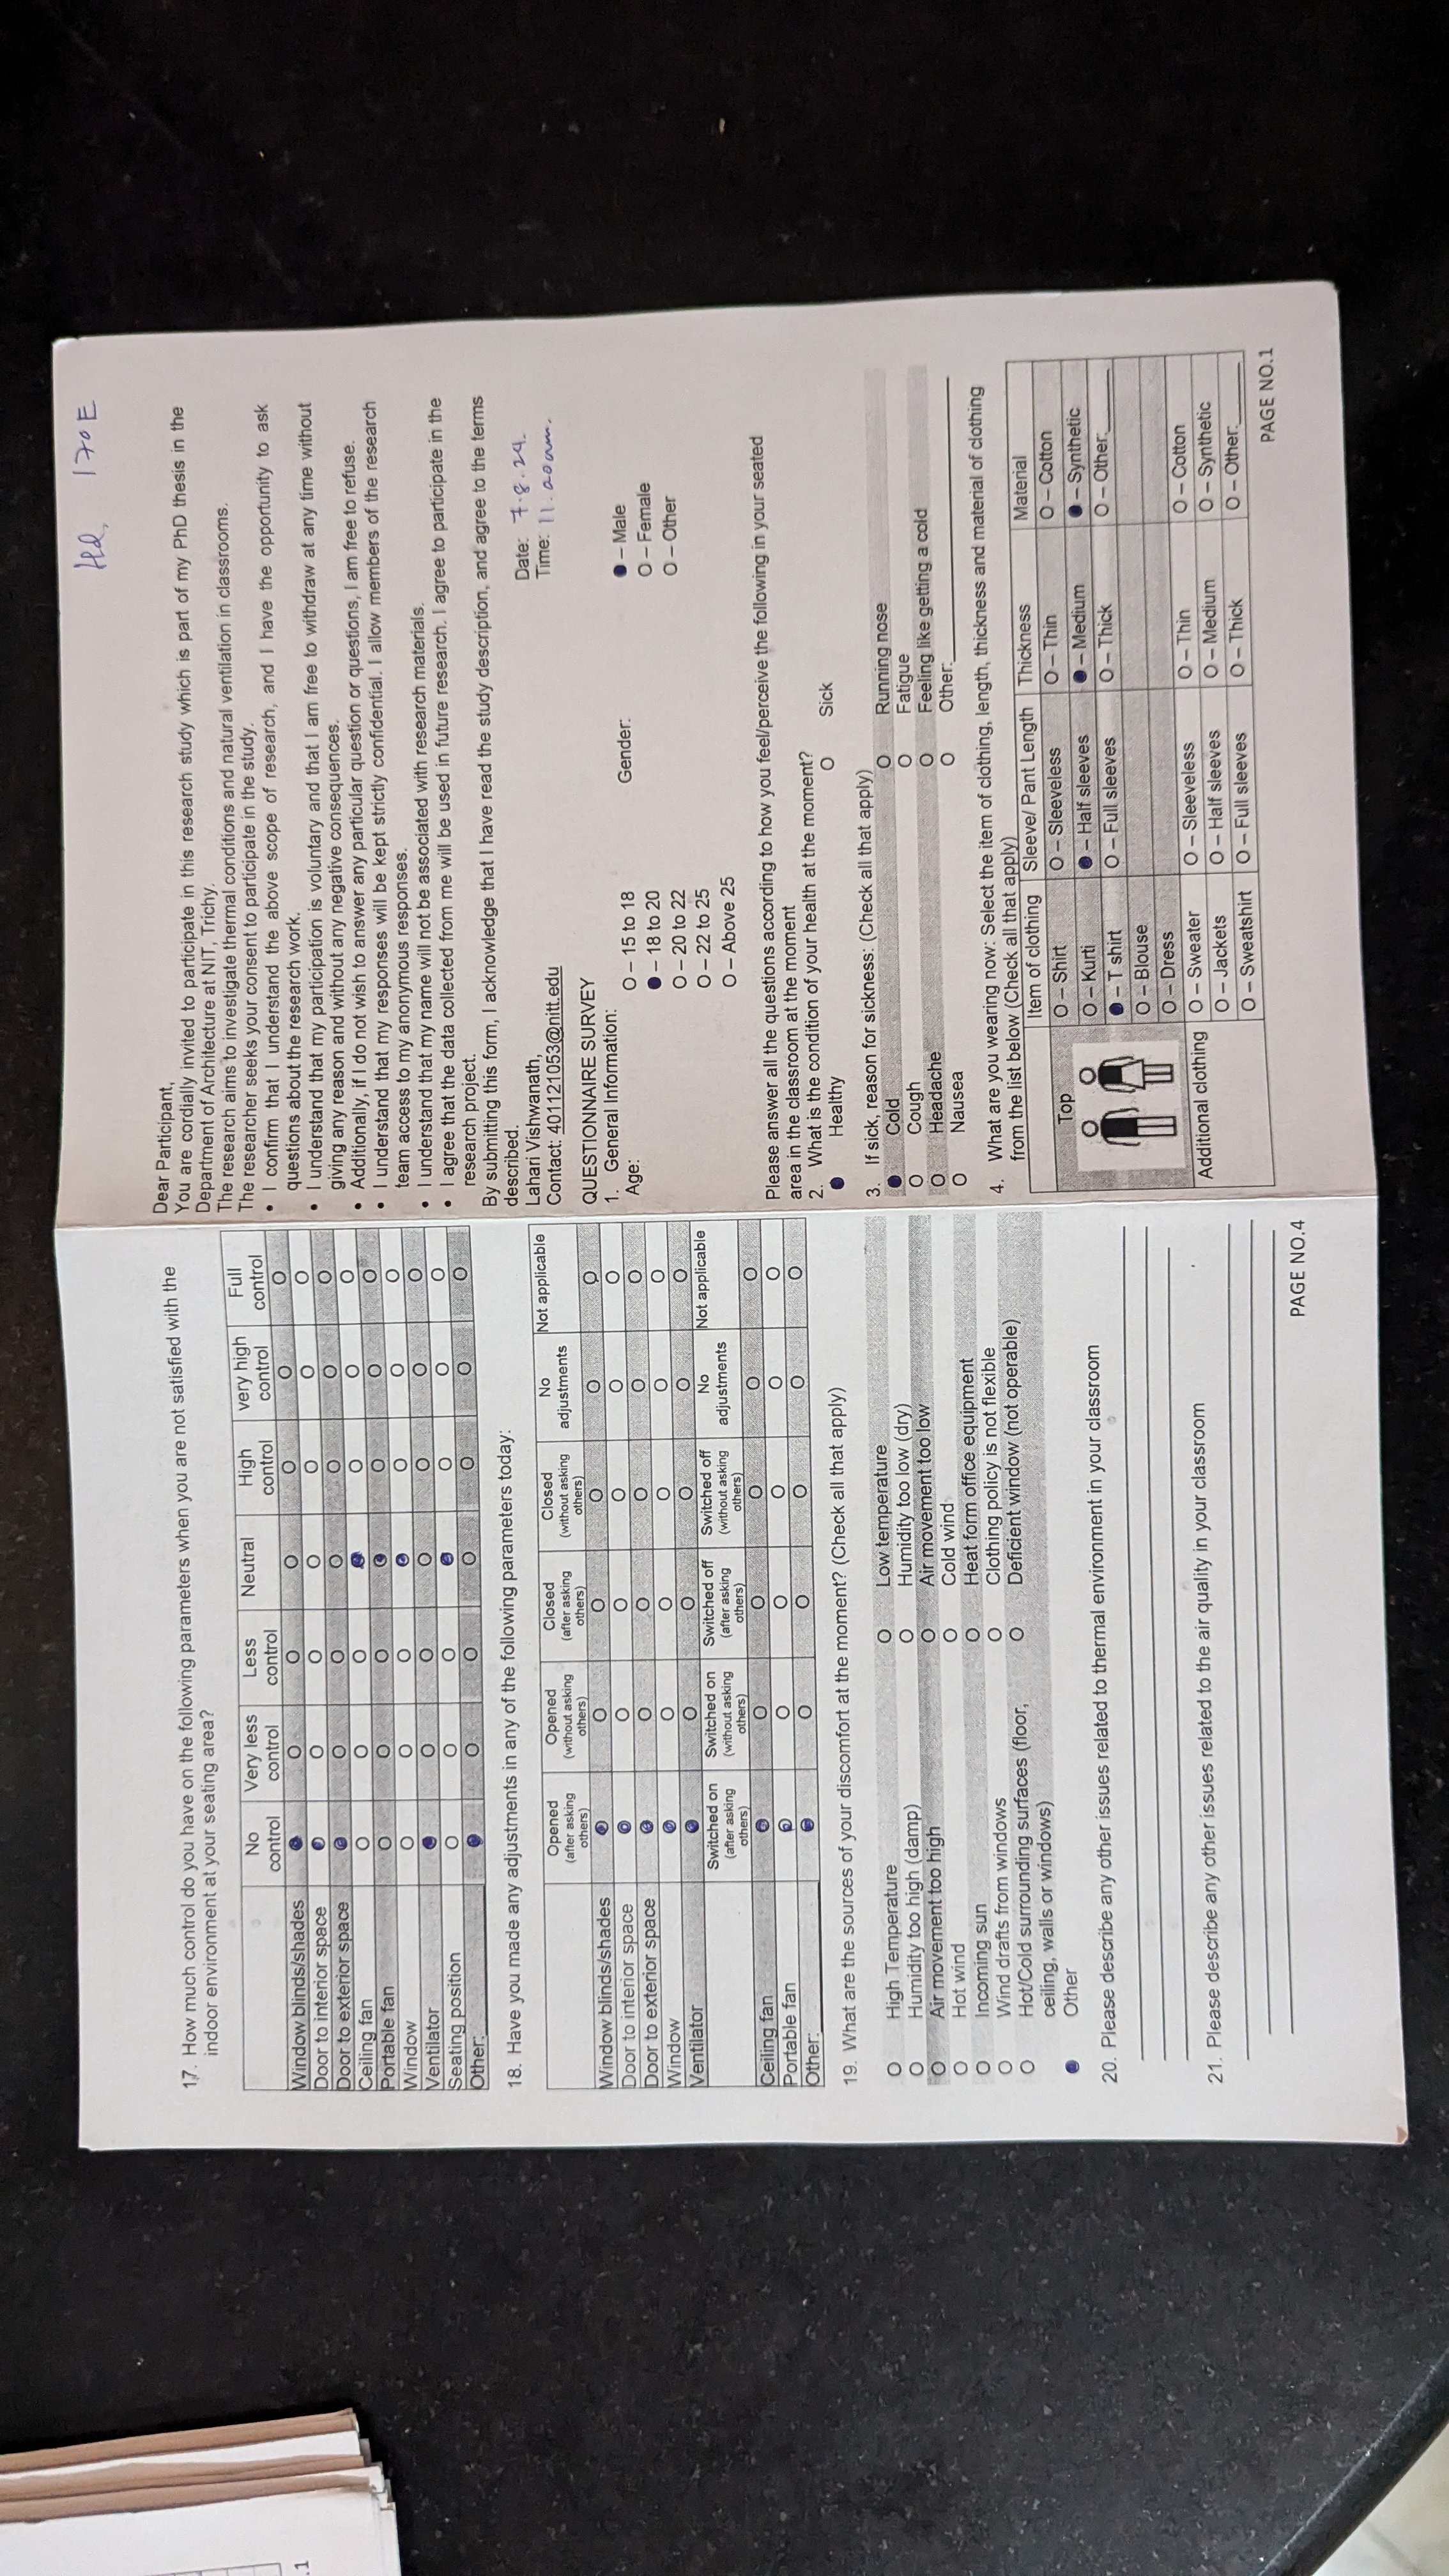 170E
Dear Participant,
You are cordially invited to participate in this research study which is part of my PhD thesis in the
Department of Architecture at NIT, Trichy.
The research aims to investigate thermal conditions and natural ventilation in classrooms.
The researcher seeks your consent to participate in the study.
• I confirm that I understand the above scope of research, and I have the opportunity to ask
questions about the research work.
• I understand that my participation is voluntary and that I am free to withdraw at any time without
giving any reason and without any negative consequences.
• Additionally, if I do not wish to answer any particular question or questions, I am free to refuse.
• I understand that my responses will be kept strictly confidential. I allow members of the research
team access to my anonymous responses.
• I understand that my name will not be associated with research materials.
• I agree that the data collected from me will be used in future research. I agree to participate in the
research project.
By submitting this form, I acknowledge that I have read the study description, and agree to the terms
described.
Lahari Vishwanath, Date: 7.8.24.
Contact: 401121053@nitt.edu Time: 11.20am.
QUESTIONNAIRE SURVEY
1. General Information:
Age: O – 15 to 18 Gender: ● – Male
● – 18 to 20 O – Female
O – 20 to 22 O – Other
O – 22 to 25
O – Above 25
Please answer all the questions according to how you feel/perceive the following in your seated
area in the classroom at the moment
2. What is the condition of your health at the moment?
● Healthy O Sick
3. If sick, reason for sickness: (Check all that apply)
● Cold O Running nose
O Cough O Fatigue
O Headache O Feeling like getting a cold
O Nausea O Other:
4. What are you wearing now: Select the item of clothing, length, thickness and material of clothing
from the list below (Check all that apply)
Item of clothing Sleeve/ Pant Length Thickness Material
Top O – Shirt O – Sleeveless O – Thin O – Cotton
O – Kurti ● – Half sleeves ● – Medium ● – Synthetic
● – T shirt O – Full sleeves O – Thick O – Other:
O – Blouse
O – Dress
Additional clothing O – Sweater O – Sleeveless O – Thin O – Cotton
O – Jackets O – Half sleeves O – Medium O – Synthetic
O – Sweatshirt O – Full sleeves O – Thick O – Other:
PAGE NO.1
17. How much control do you have on the following parameters when you are not satisfied with the
indoor environment at your seating area?
No control Very less control Less control Neutral High control very high control Full control
Window blinds/shades ● O O O O O O
Door to interior space ● O O O O O O
Door to exterior space ● O O O O O O
Ceiling fan O O O ● O O O
Portable fan O O O ● O O O
Window O O O ● O O O
Ventilator ● O O O O O O
Seating position O O O ● O O O
Other: ● O O O O O O
18. Have you made any adjustments in any of the following parameters today:
Opened (after asking others) Opened (without asking others) Closed (after asking others) Closed (without asking others) No adjustments Not applicable
Window blinds/shades ● O O O O O
Door to interior space ● O O O O O
Door to exterior space ● O O O O O
Window ● O O O O O
Ventilator ● O O O O O
Switched on (after asking others) Switched on (without asking others) Switched off (after asking others) Switched off (without asking others) No adjustments Not applicable
Ceiling fan ● O O O O O
Portable fan ● O O O O O
Other: ● O O O O O
19. What are the sources of your discomfort at the moment? (Check all that apply)
O High Temperature O Low temperature
O Humidity too high (damp) O Humidity too low (dry)
O Air movement too high O Air movement too low
O Hot wind O Cold wind
O Incoming sun O Heat form office equipment
O Wind drafts from windows O Clothing policy is not flexible
O Hot/Cold surrounding surfaces (floor, O Deficient window (not operable)
ceiling, walls or windows)
● Other
20. Please describe any other issues related to thermal environment in your classroom
21. Please describe any other issues related to the air quality in your classroom
PAGE NO.4
.1